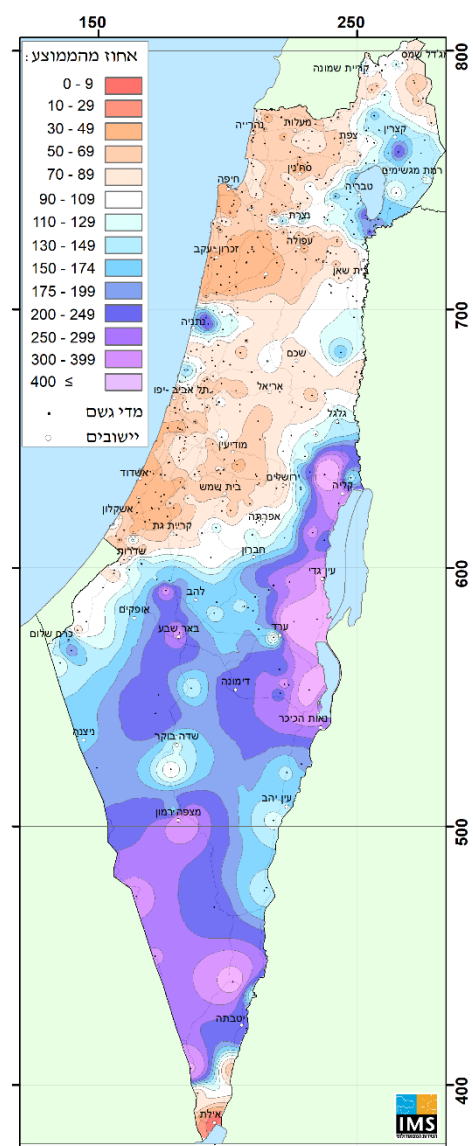 150 250
אחוז מהממוצע:
0 - 9
10 - 29
30 - 49
50 - 69
70 - 89
90 - 109
110 - 129
130 - 149
150 - 174
175 - 199
200 - 249
250 - 299
300 - 399
400 ≤
מדי גשם
יישובים
800
700
600
500
400
מג'דל שמס
קריית שמונה
מעלות
נהרייה
צפת
קצרין
סח'נין
רמת מגשימים
טבריה
חיפה
נצרת
עפולה
זכרון יעקב
בית שאן
נתניה
שכם
אריאל
תל אביב -יפו
גלגל
מודיעין
ירושלים
אשדוד
בית שמש
קליה
אשקלון
קריית גת
אפרתה
שדרות
חברון
עין גדי
להב
אופקים
ערד
באר שבע
כרם שלום
דימונה
נאות הכיכר
ניצנה
שדה בוקר
עין יהב
מצפה רמון
יטבתה
אילת
IMS